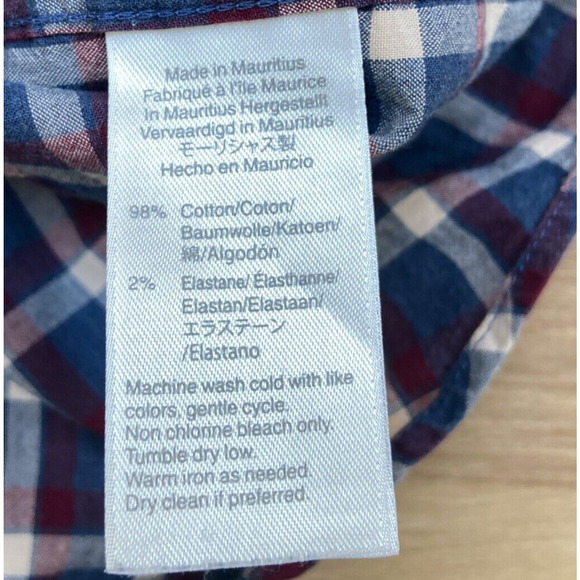 Made in Mauritius
Fabriqué à l'île Maurice
In Mauritius Hergestellt
Vervaardigd in Mauritius
モーリシャス製
Hecho en Mauricio
98% Cotton/Coton/
Baumwolle/Katoen/
綿/Algodón
2% Elastane/ Élasthanne/
Elastan/Elastaan/
エラステーン
/Elastano
Machine wash cold with like
colors, gentle cycle.
Non chlorine bleach only.
Tumble dry low.
Warm iron as needed.
Dry clean if preferred.